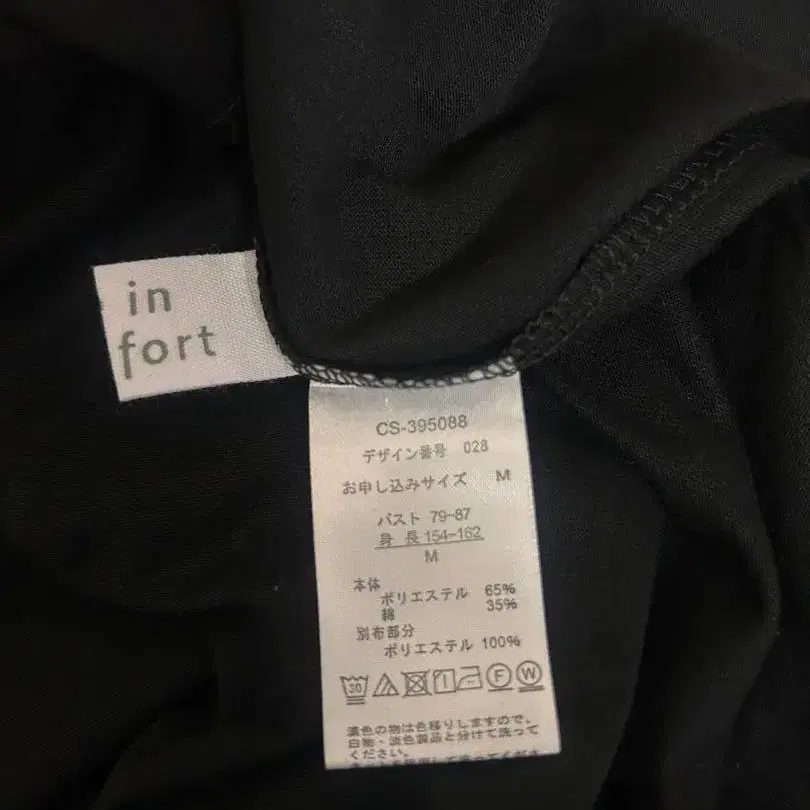 in
fort
CS-395088
デザイン番号 028
お申し込みサイズ M
バスト 79-87
身長 154-162
M
本体
ポリエステル 65%
綿 35%
別布部分
ポリエステル 100%
30
F W
濃色の物は色移りしますので、
白物・淡色製品と分けて洗って
ください。